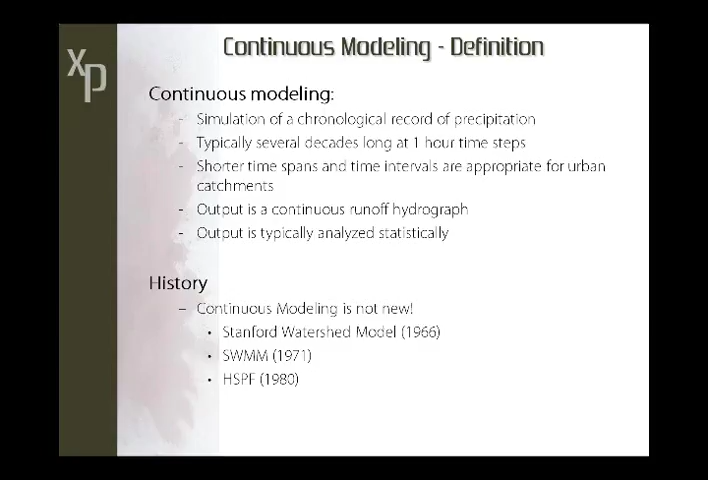 xp
Continuous Modeling - Definition
Continuous modeling:
- Simulation of a chronological record of precipitation
- Typically several decades long at 1 hour time steps
- Shorter time spans and time intervals are appropriate for urban
catchments
- Output is a continuous runoff hydrograph
- Output is typically analyzed statistically
History
– Continuous Modeling is not new!
• Stanford Watershed Model (1966)
• SWMM (1971)
• HSPF (1980)